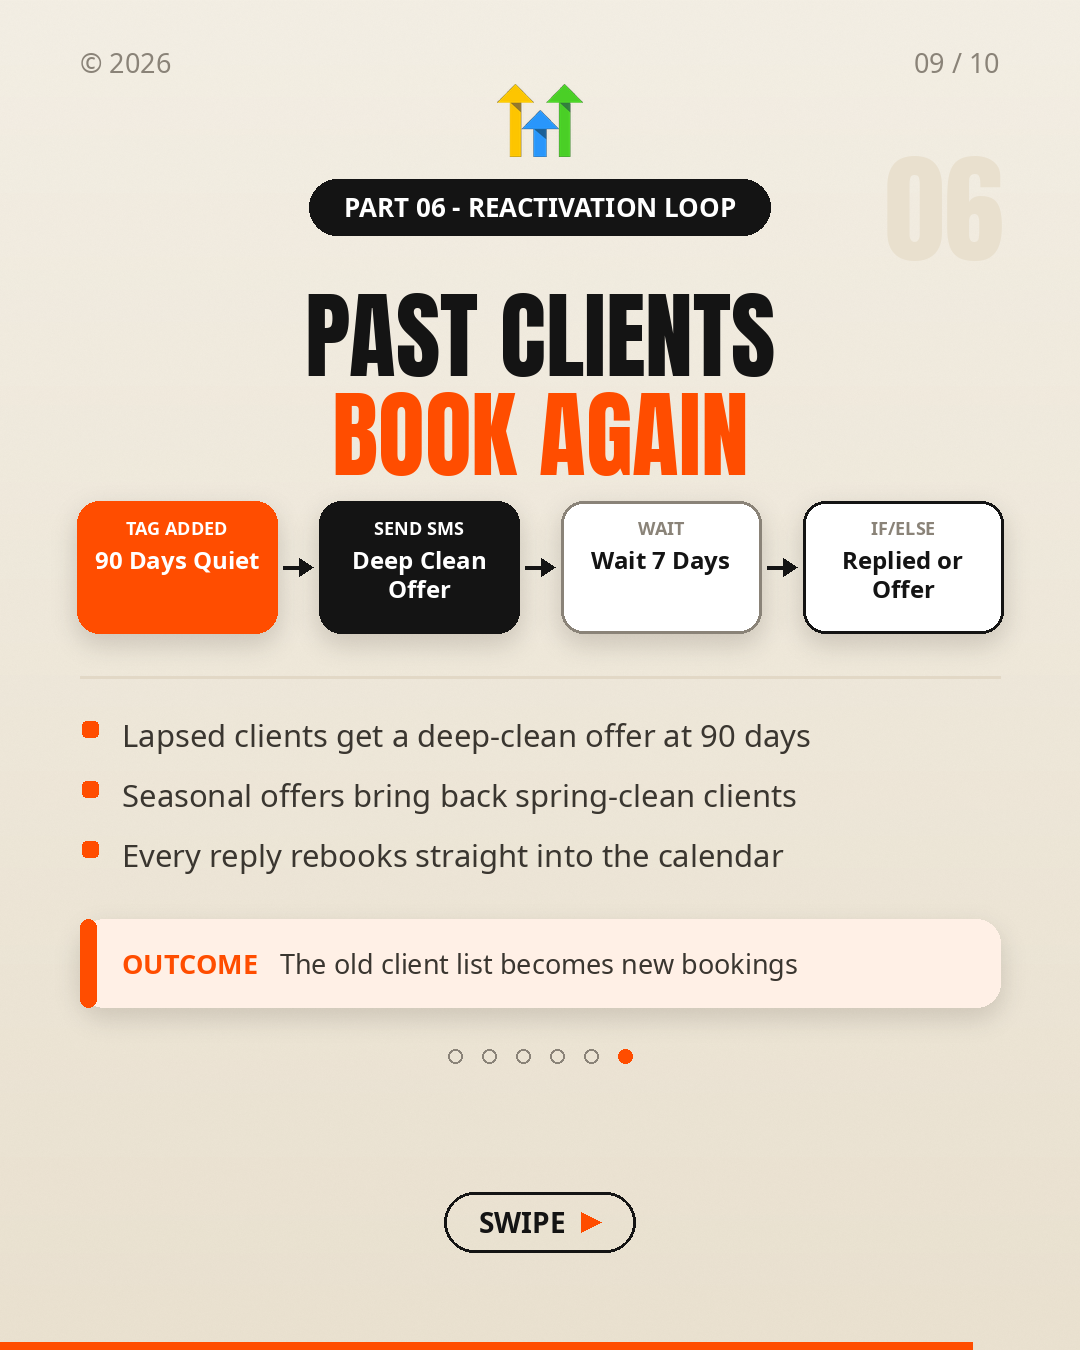 © 2026
09 / 10
PART 06 - REACTIVATION LOOP
06
PAST CLIENTS
BOOK AGAIN
TAG ADDED
90 Days Quiet
SEND SMS
Deep Clean
Offer
WAIT
Wait 7 Days
IF/ELSE
Replied or
Offer
Lapsed clients get a deep-clean offer at 90 days
Seasonal offers bring back spring-clean clients
Every reply rebooks straight into the calendar
OUTCOME The old client list becomes new bookings
SWIPE